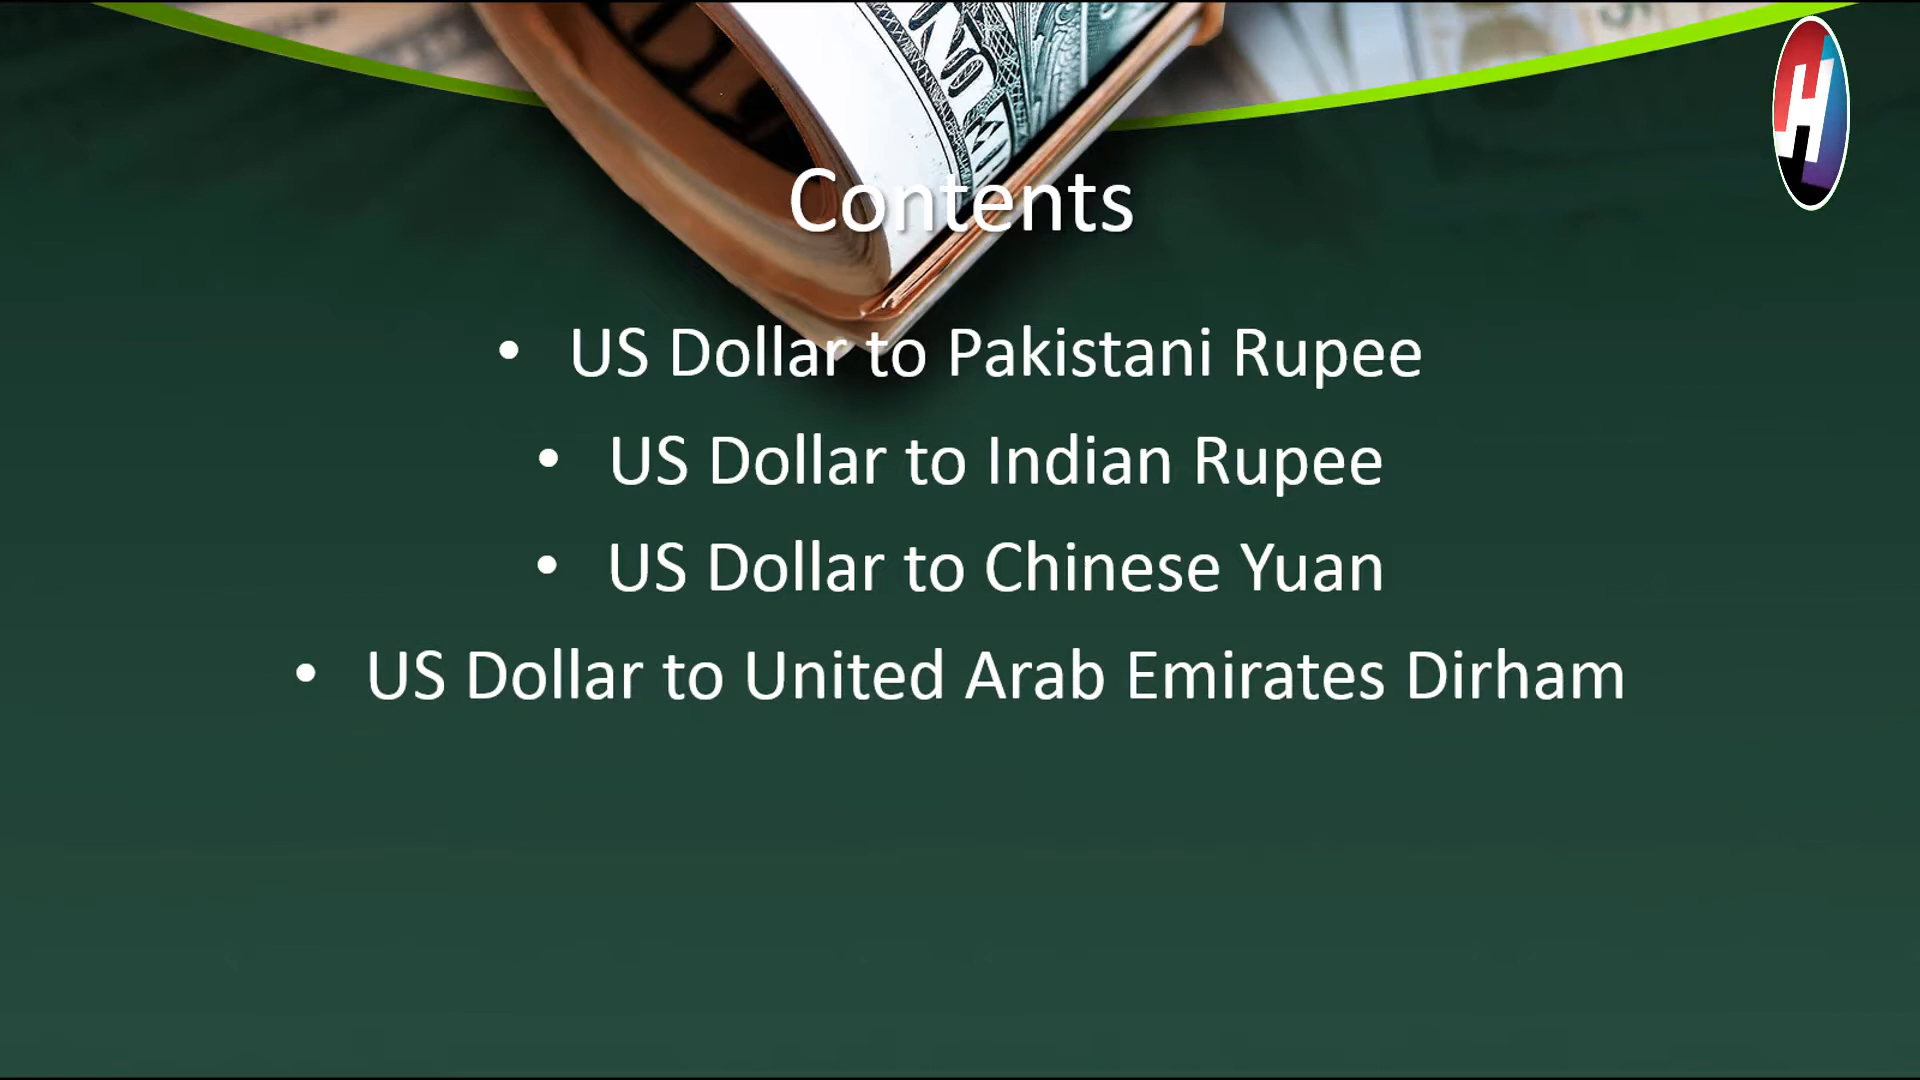 Contents
• US Dollar to Pakistani Rupee
• US Dollar to Indian Rupee
• US Dollar to Chinese Yuan
• US Dollar to United Arab Emirates Dirham
H